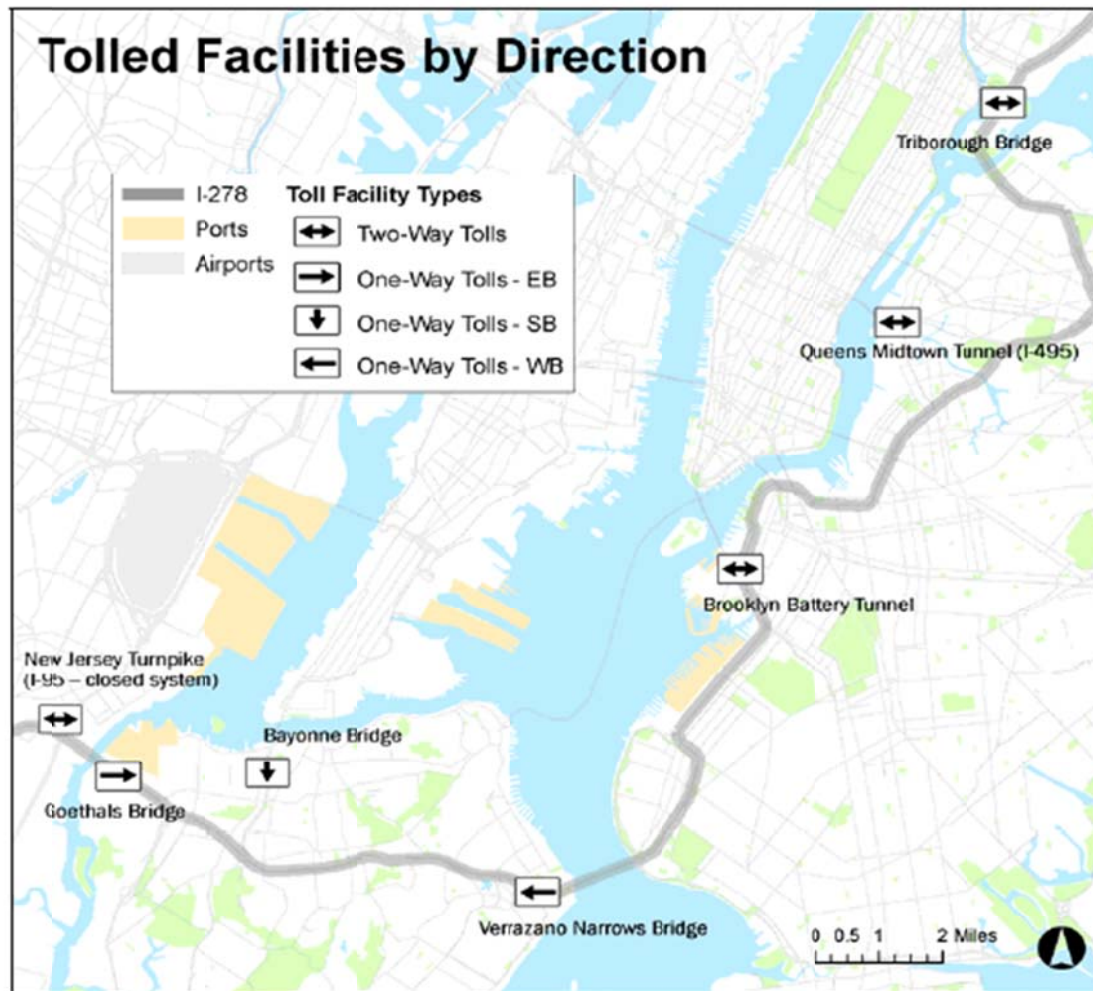 Tolled Facilities by Direction
Triborough Bridge
I-278
Toll Facility Types
Ports
Two-Way Tolls
Airports
One-Way Tolls - EB
One-Way Tolls - SB
One-Way Tolls - WB
Queens Midtown Tunnel (I-495)
Brooklyn Battery Tunnel
New Jersey Turnpike
(I-95 – closed system)
Bayonne Bridge
Goethals Bridge
Verrazano Narrows Bridge
0 0.5 1 2 Miles